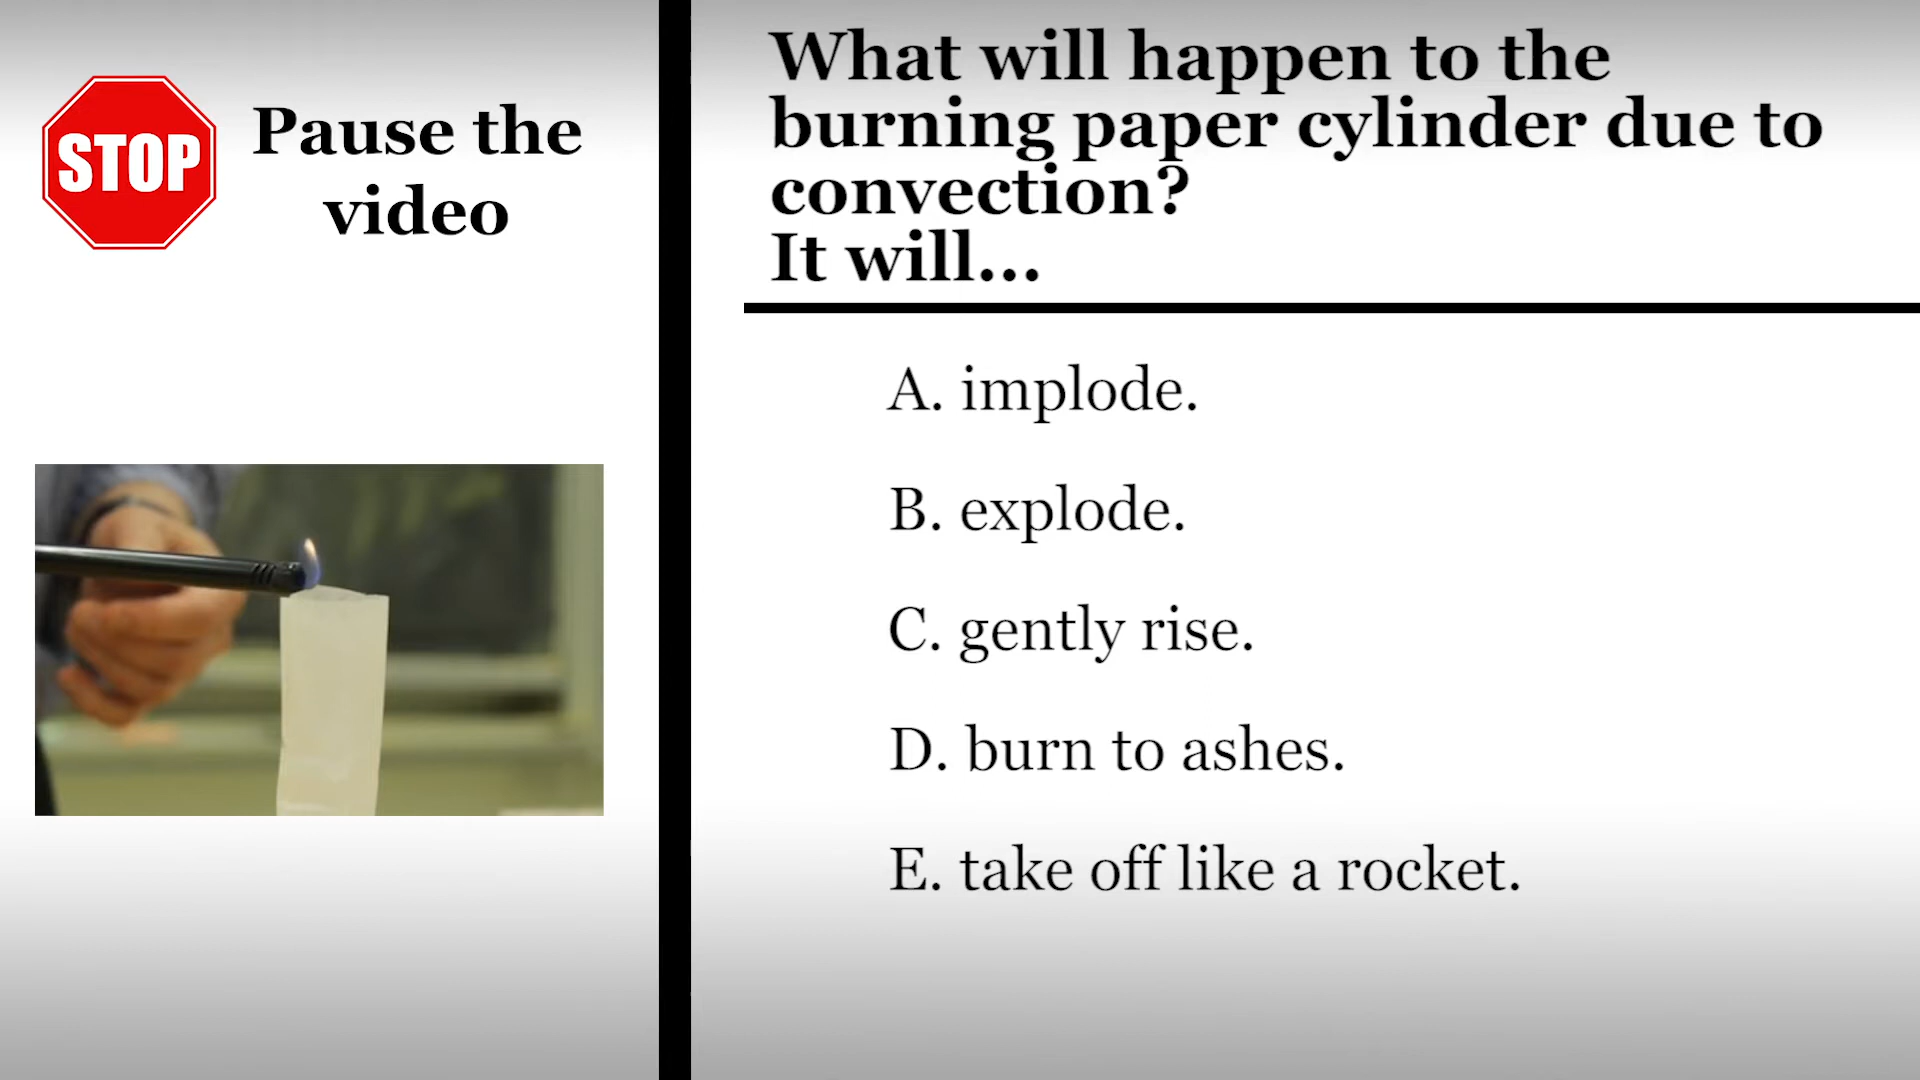 STOP
Pause the
video
What will happen to the
burning paper cylinder due to
convection?
It will...
A. implode.
B. explode.
C. gently rise.
D. burn to ashes.
E. take off like a rocket.